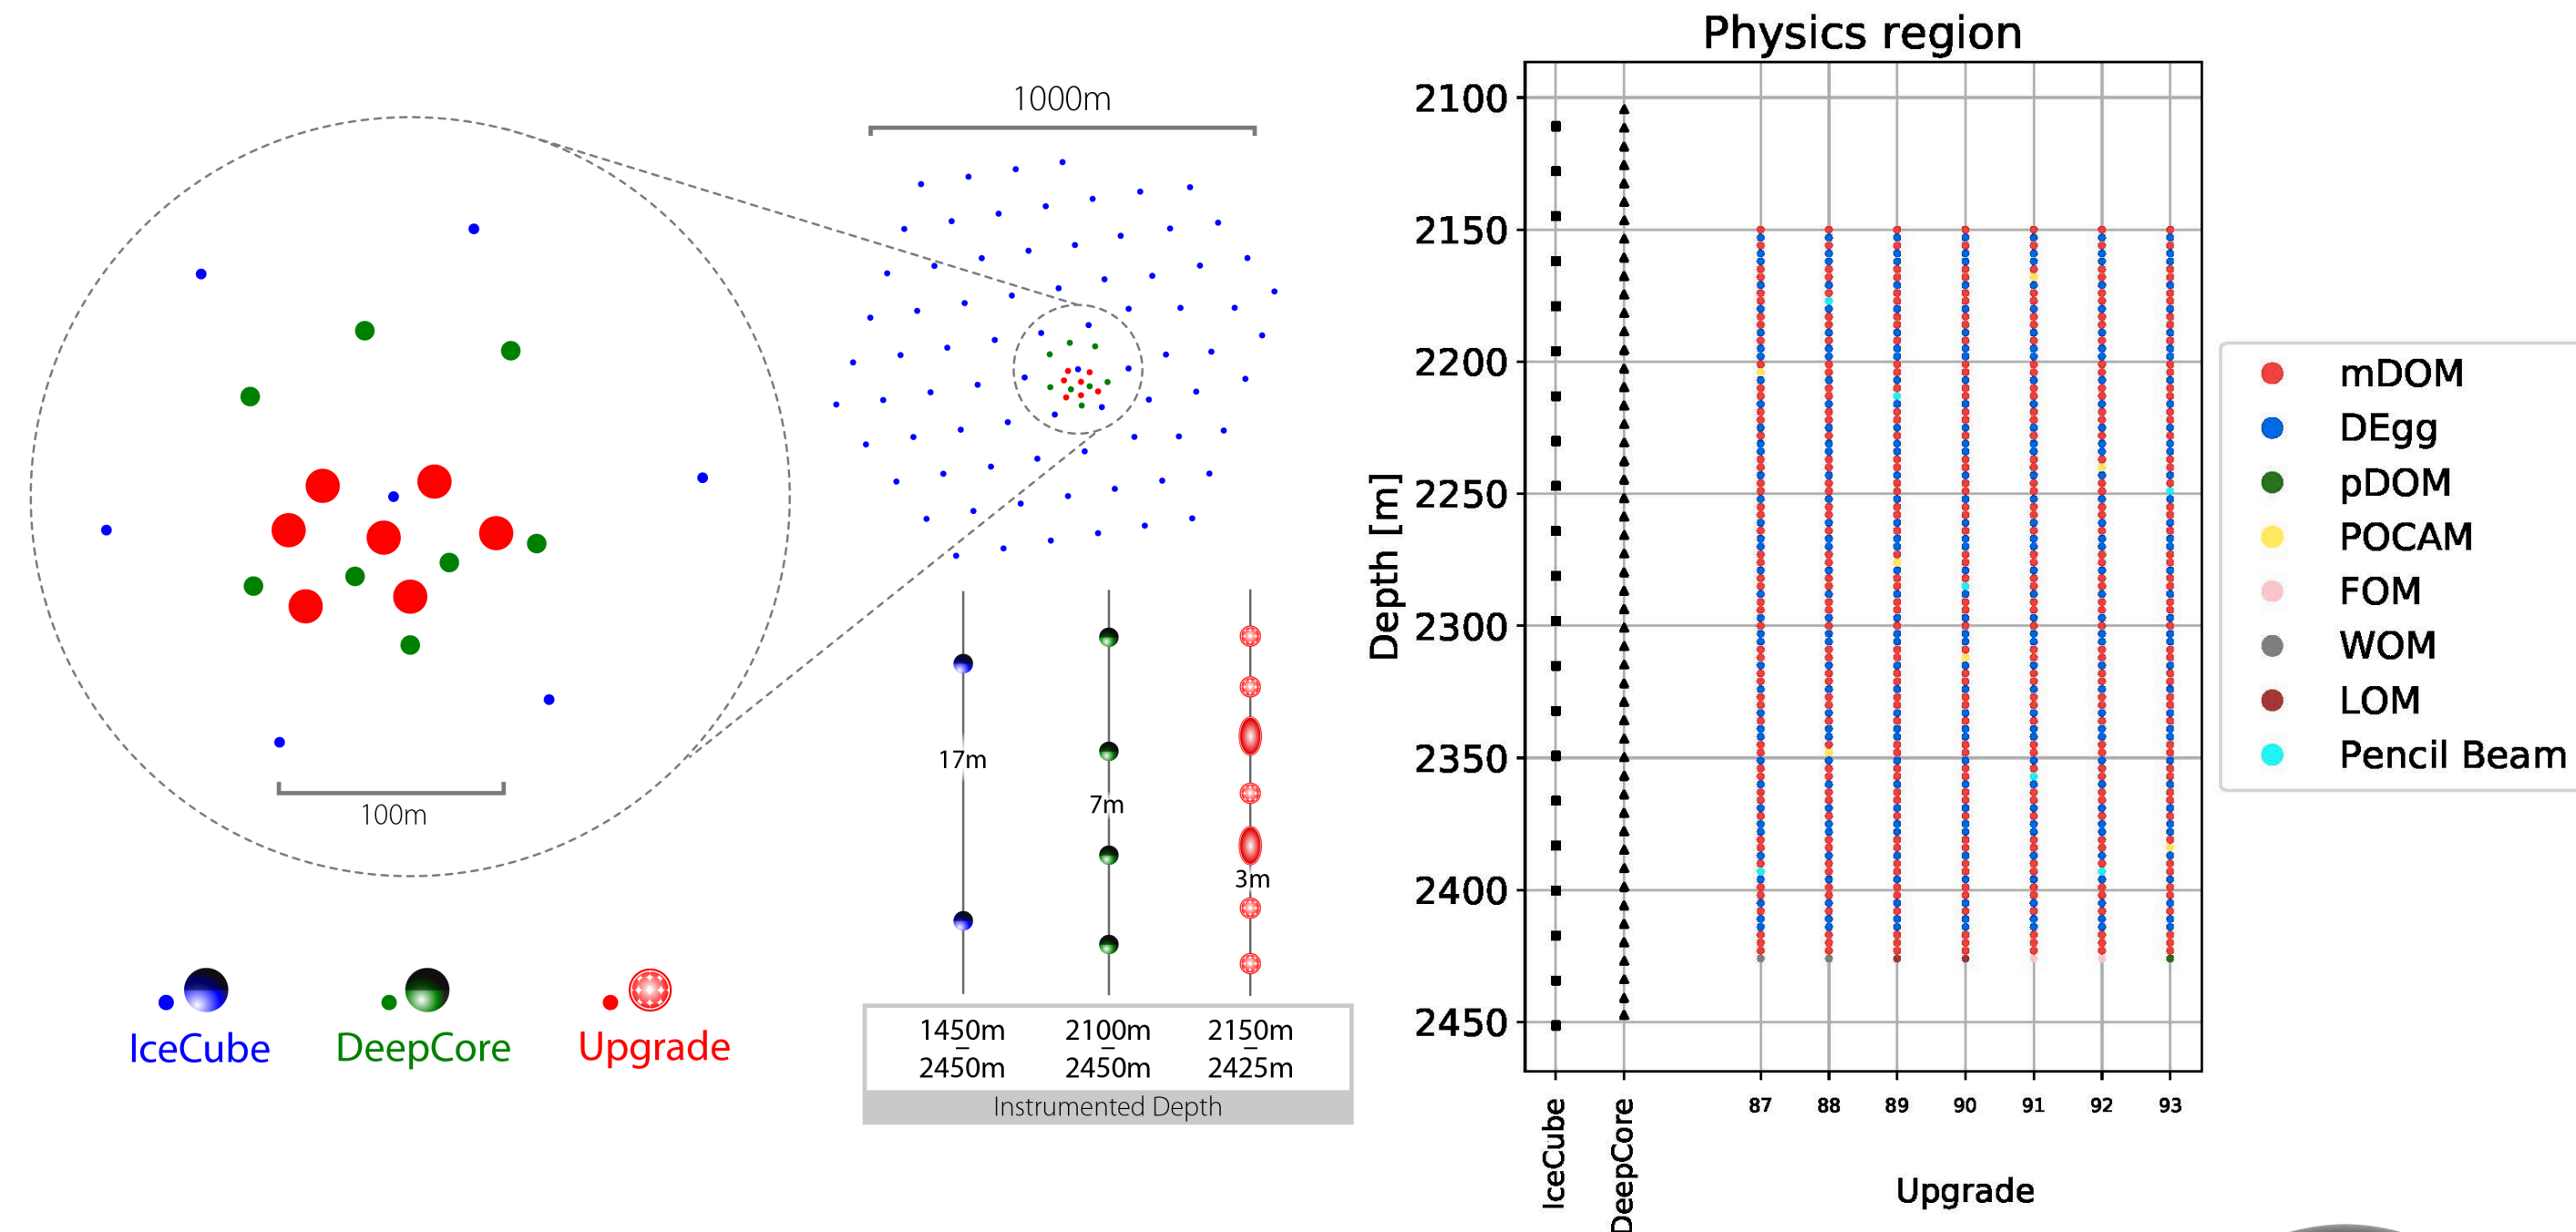 1000m
100m
IceCube
DeepCore
Upgrade
17m
7m
3m
1450m
–
2450m
2100m
–
2450m
2150m
–
2425m
Instrumented Depth
Physics region
Depth [m]
2100
2150
2200
2250
2300
2350
2400
2450
IceCube
DeepCore
87
88
89
90
91
92
93
Upgrade
mDOM
DEgg
pDOM
POCAM
FOM
WOM
LOM
Pencil Beam